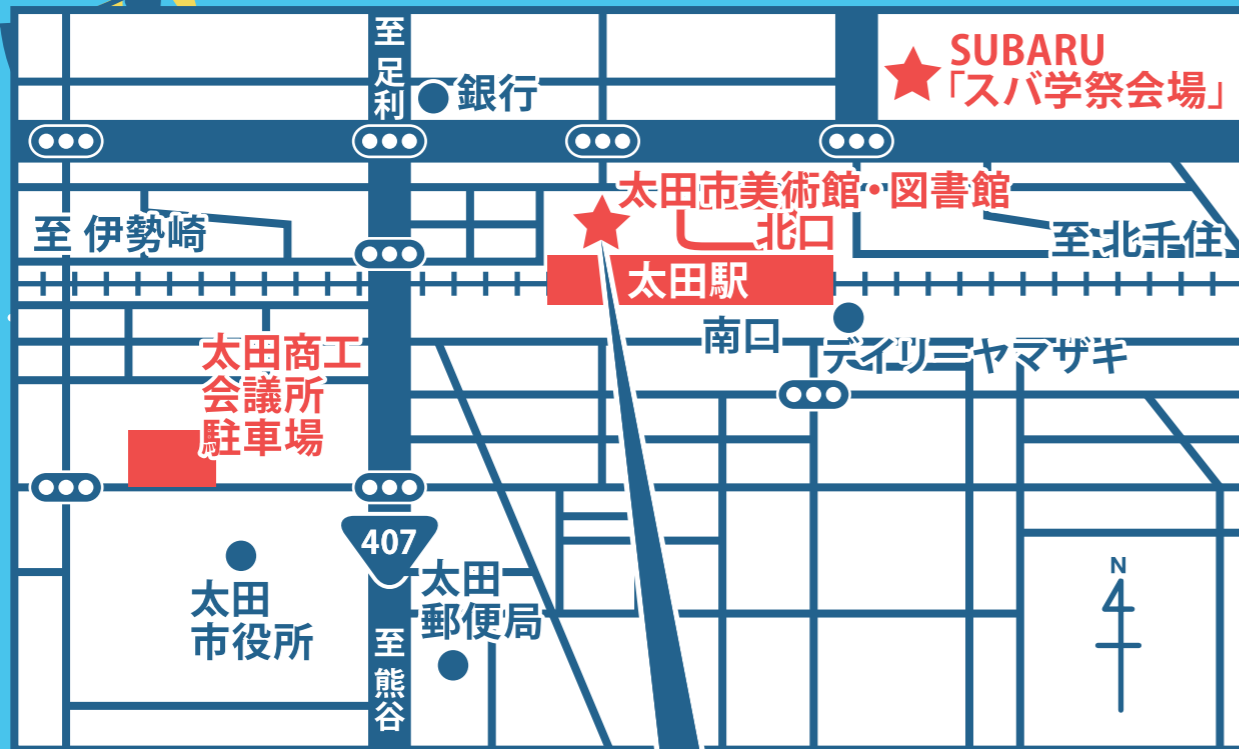 至 足利
銀行
SUBARU
「スバ学祭会場」
太田市美術館・図書館
北口
至 伊勢崎
至 北千住
太田駅
南口
デイリーヤマザキ
太田商工
会議所
駐車場
407
太田
市役所
太田
郵便局
至 熊谷
N